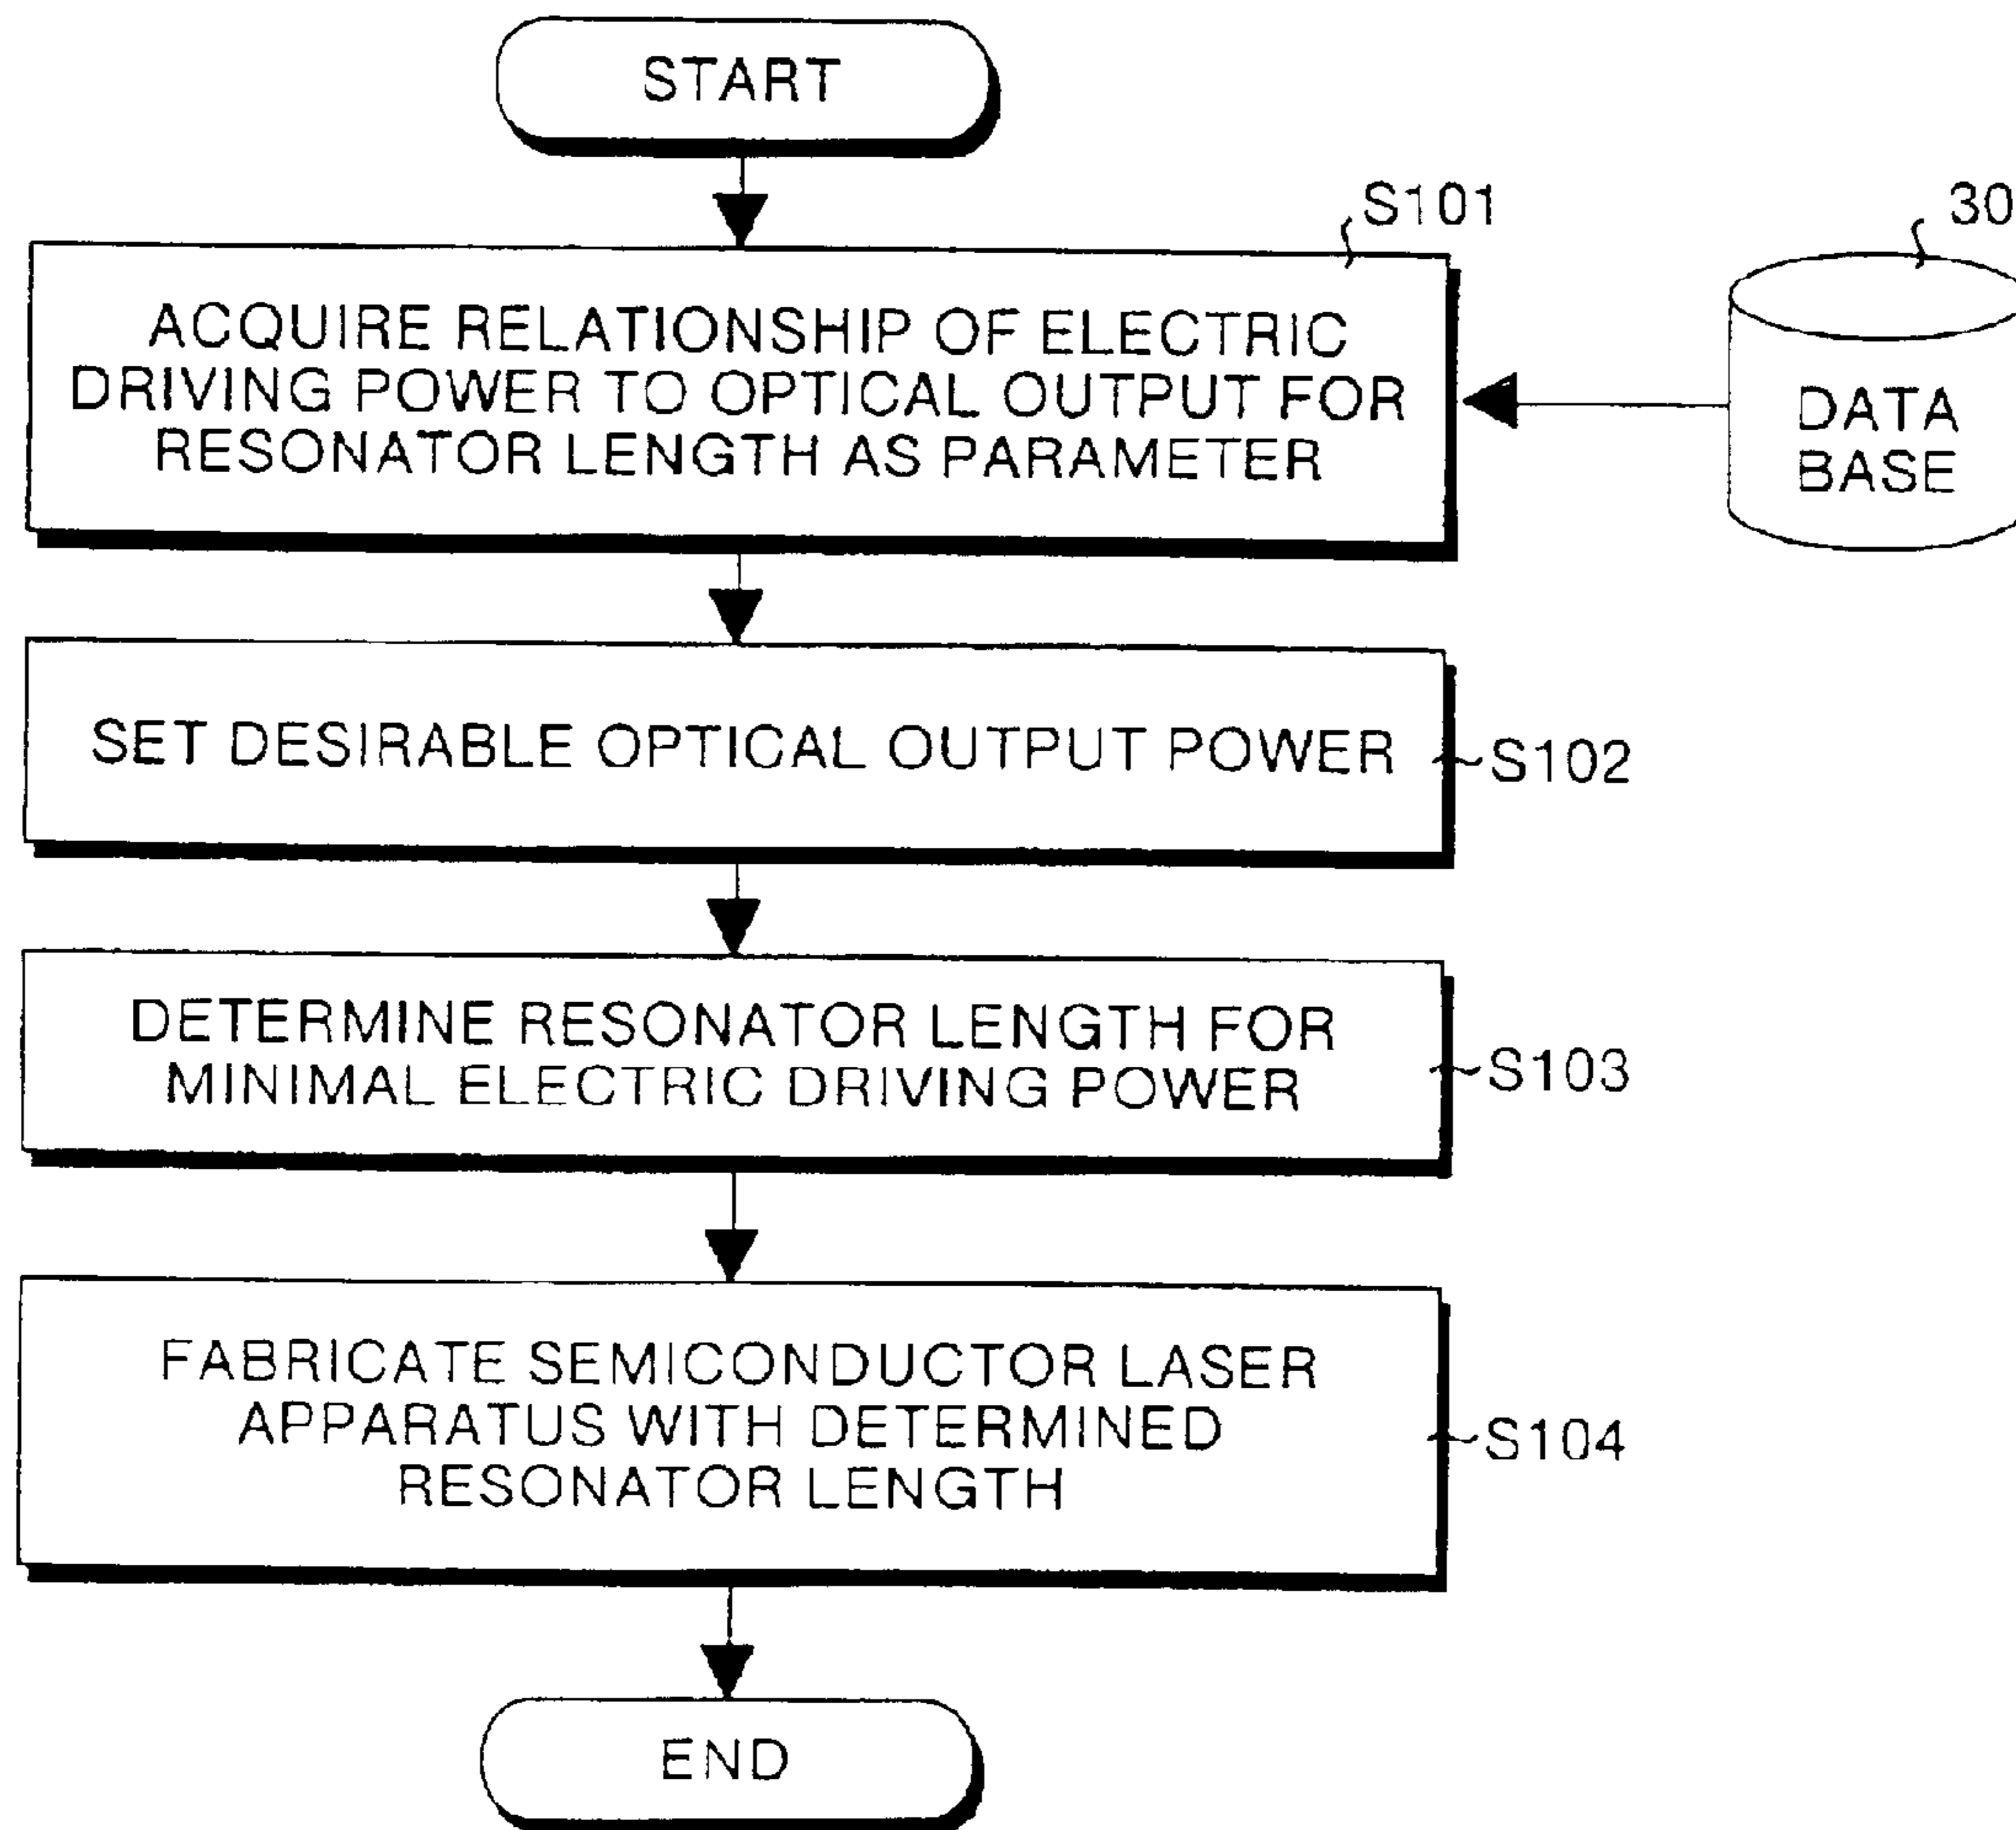 START
S101
30
ACQUIRE RELATIONSHIP OF ELECTRIC
DRIVING POWER TO OPTICAL OUTPUT FOR
RESONATOR LENGTH AS PARAMETER
DATA
BASE
SET DESIRABLE OPTICAL OUTPUT POWER
S102
DETERMINE RESONATOR LENGTH FOR
MINIMAL ELECTRIC DRIVING POWER
S103
FABRICATE SEMICONDUCTOR LASER
APPARATUS WITH DETERMINED
RESONATOR LENGTH
S104
END